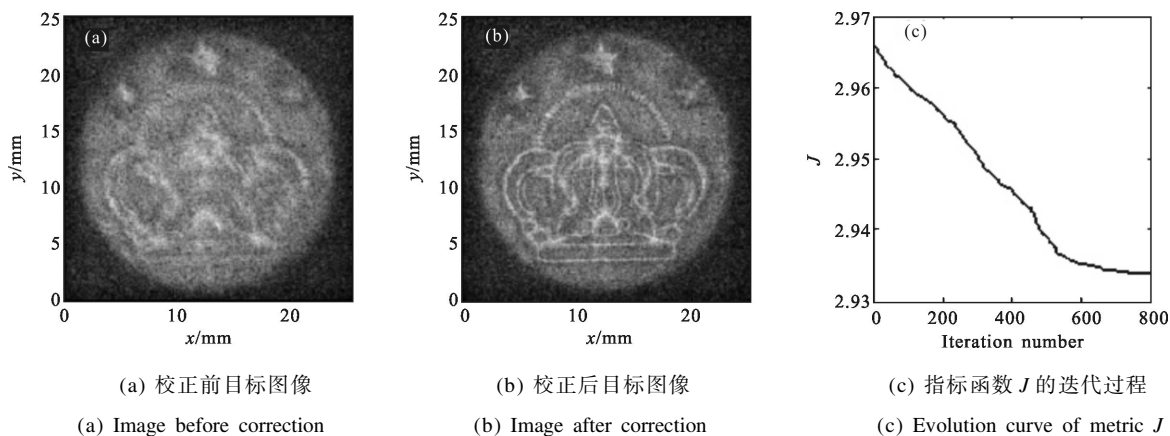 25
20
15
10
5
0
y/mm
(a)
0
10
20
x/mm
25
20
15
10
5
0
y/mm
(b)
0
10
20
x/mm
2.97
2.96
2.95
2.94
2.93
J
(c)
0
200
400
600
800
Iteration number
(a) 校正前目标图像
(b) 校正后目标图像
(c) 指标函数 J 的迭代过程
(a) Image before correction
(b) Image after correction
(c) Evolution curve of metric J